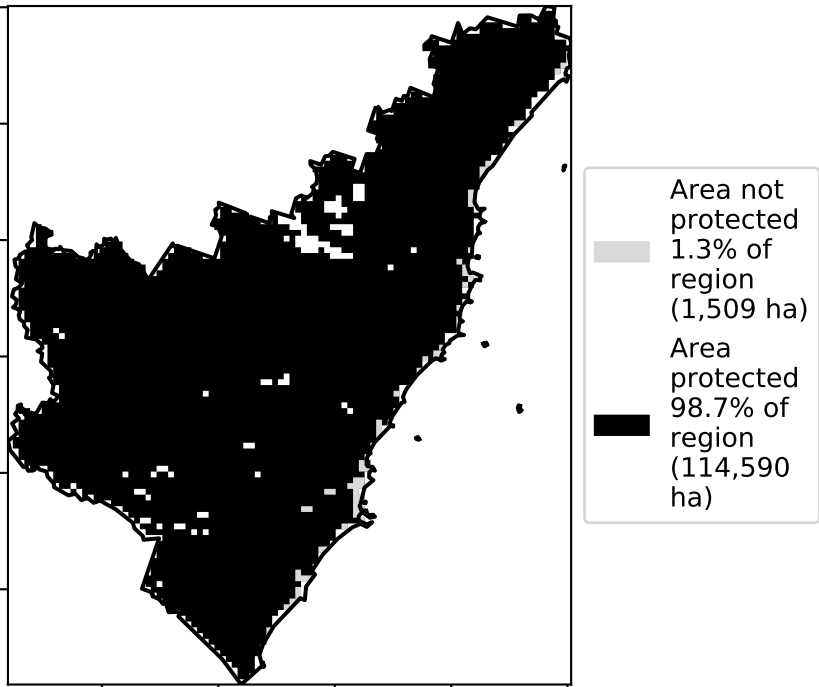 Area not
protected
1.3% of
region
(1,509 ha)
Area
protected
98.7% of
region
(114,590
ha)